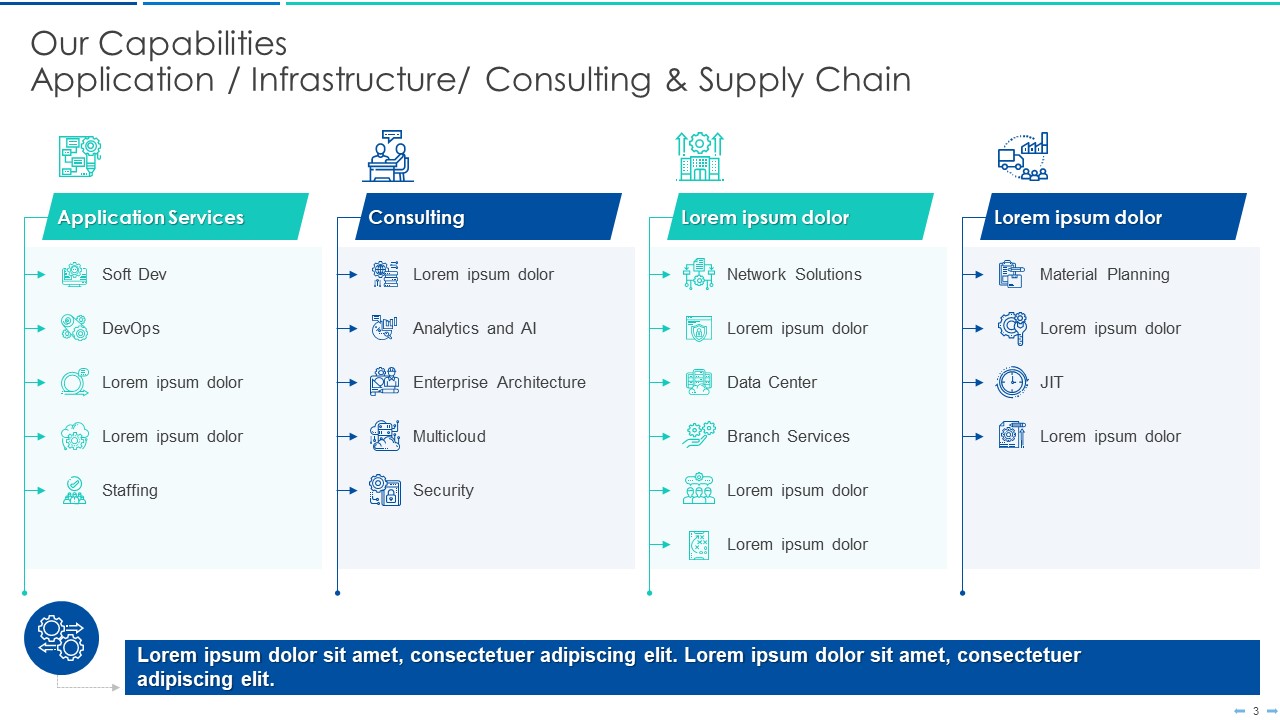 Our Capabilities
Application / Infrastructure/ Consulting & Supply Chain
Application Services
Soft Dev
DevOps
Lorem ipsum dolor
Lorem ipsum dolor
Staffing
Consulting
Lorem ipsum dolor
Analytics and AI
Enterprise Architecture
Multicloud
Security
Lorem ipsum dolor
Network Solutions
Lorem ipsum dolor
Data Center
Branch Services
Lorem ipsum dolor
Lorem ipsum dolor
Lorem ipsum dolor
Material Planning
Lorem ipsum dolor
JIT
Lorem ipsum dolor
Lorem ipsum dolor sit amet, consectetuer adipiscing elit. Lorem ipsum dolor sit amet, consectetuer
adipiscing elit.
3